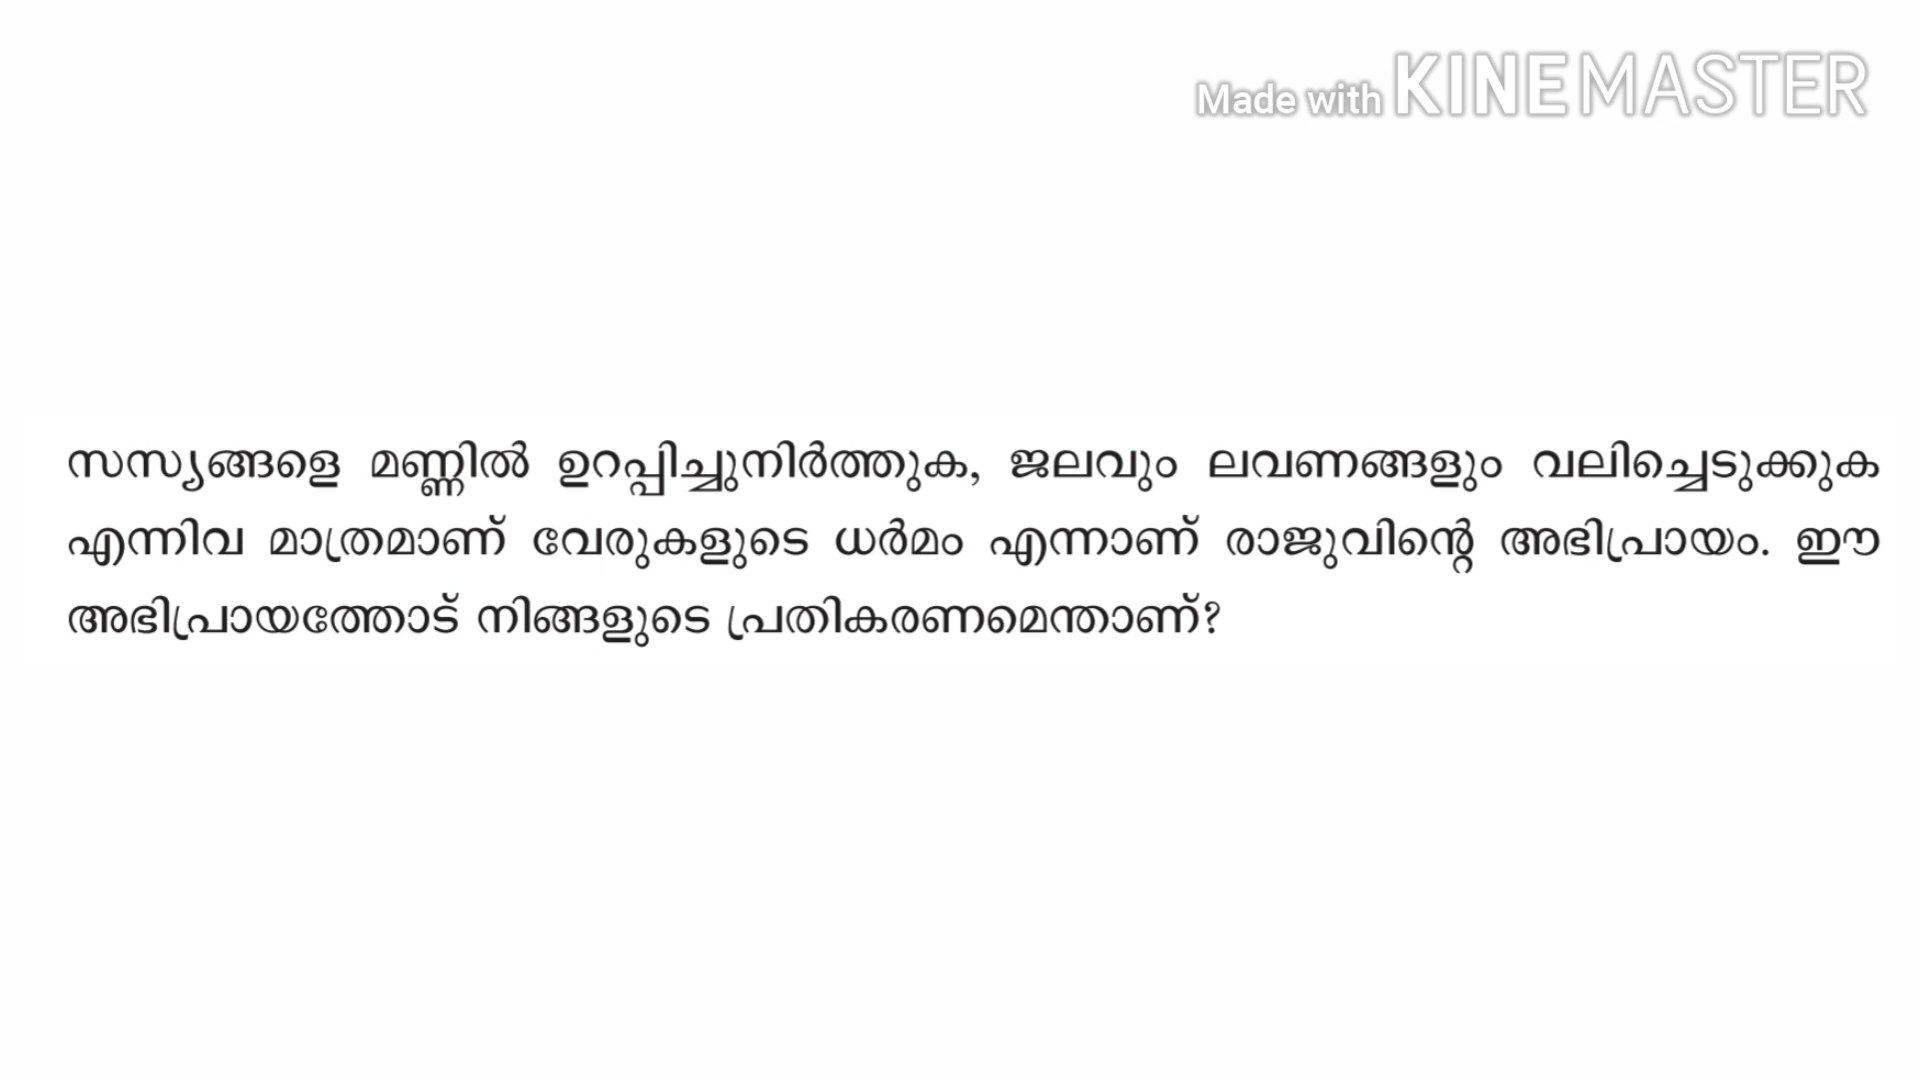 Made with KINEMASTER
സസ്യങ്ങളെ മണ്ണിൽ ഉറപ്പിച്ചുനിർത്തുക, ജലവും ലവണങ്ങളും വലിച്ചെടുക്കുക
എന്നിവ മാത്രമാണ് വേരുകളുടെ ധർമം എന്നാണ് രാജുവിന്റെ അഭിപ്രായം. ഈ
അഭിപ്രായത്തോട് നിങ്ങളുടെ പ്രതികരണമെന്താണ്?